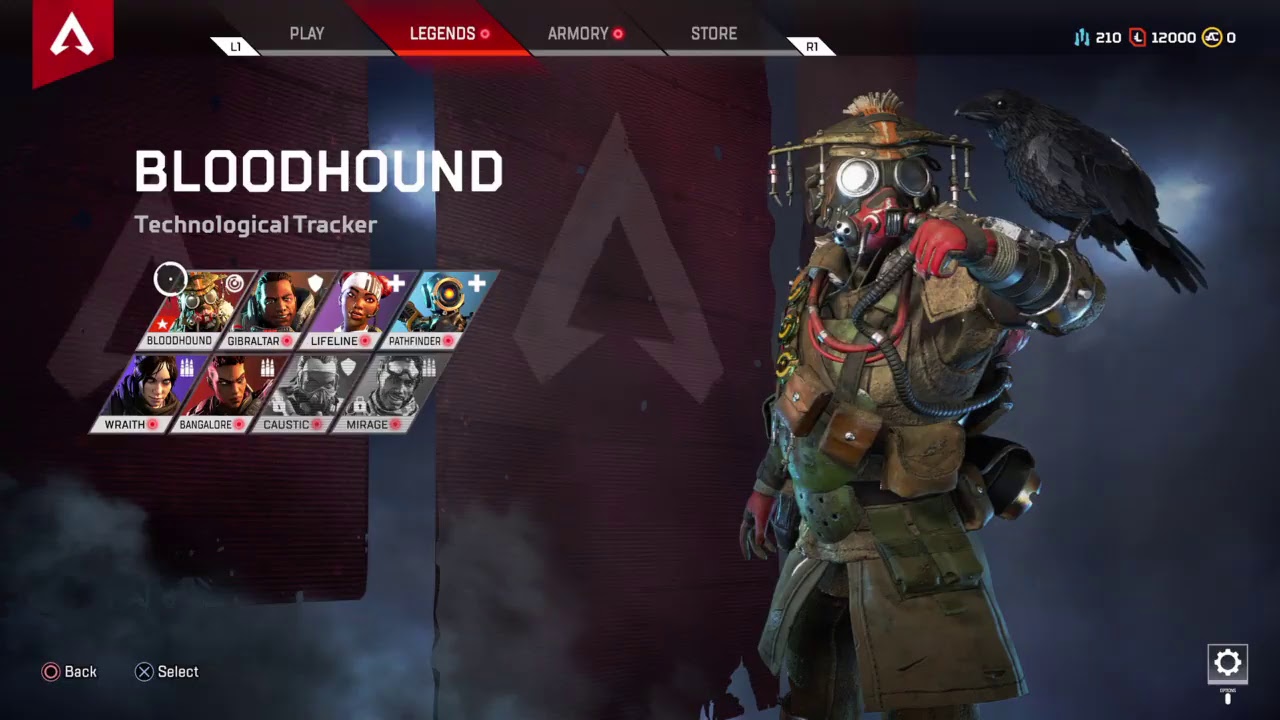 L1
PLAY
LEGENDS
ARMORY
STORE
R1
210
12000
0
BLOODHOUND
Technological Tracker
BLOODHOUND
GIBRALTAR
LIFELINE
PATHFINDER
WRAITH
BANGALORE
CAUSTIC
MIRAGE
Back
Select
OPTIONS